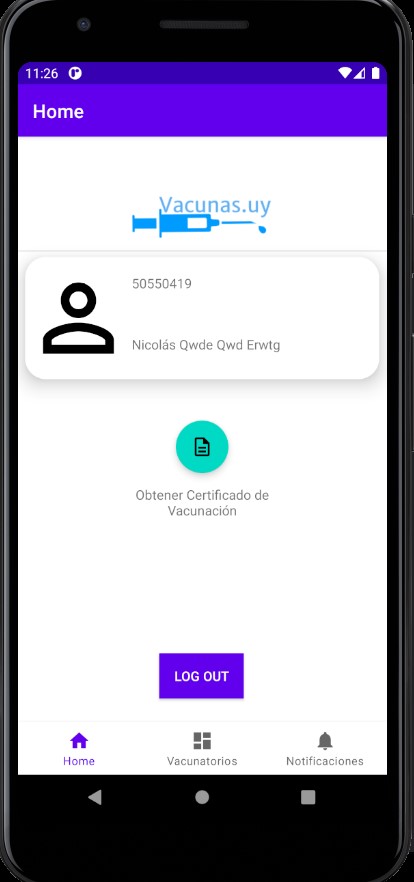 11:26
Home
Vacunas.uy
50550419
Nicolás Qwde Qwd Erwtg
Obtener Certificado de
Vacunación
LOG OUT
Home
Vacunatorios
Notificaciones